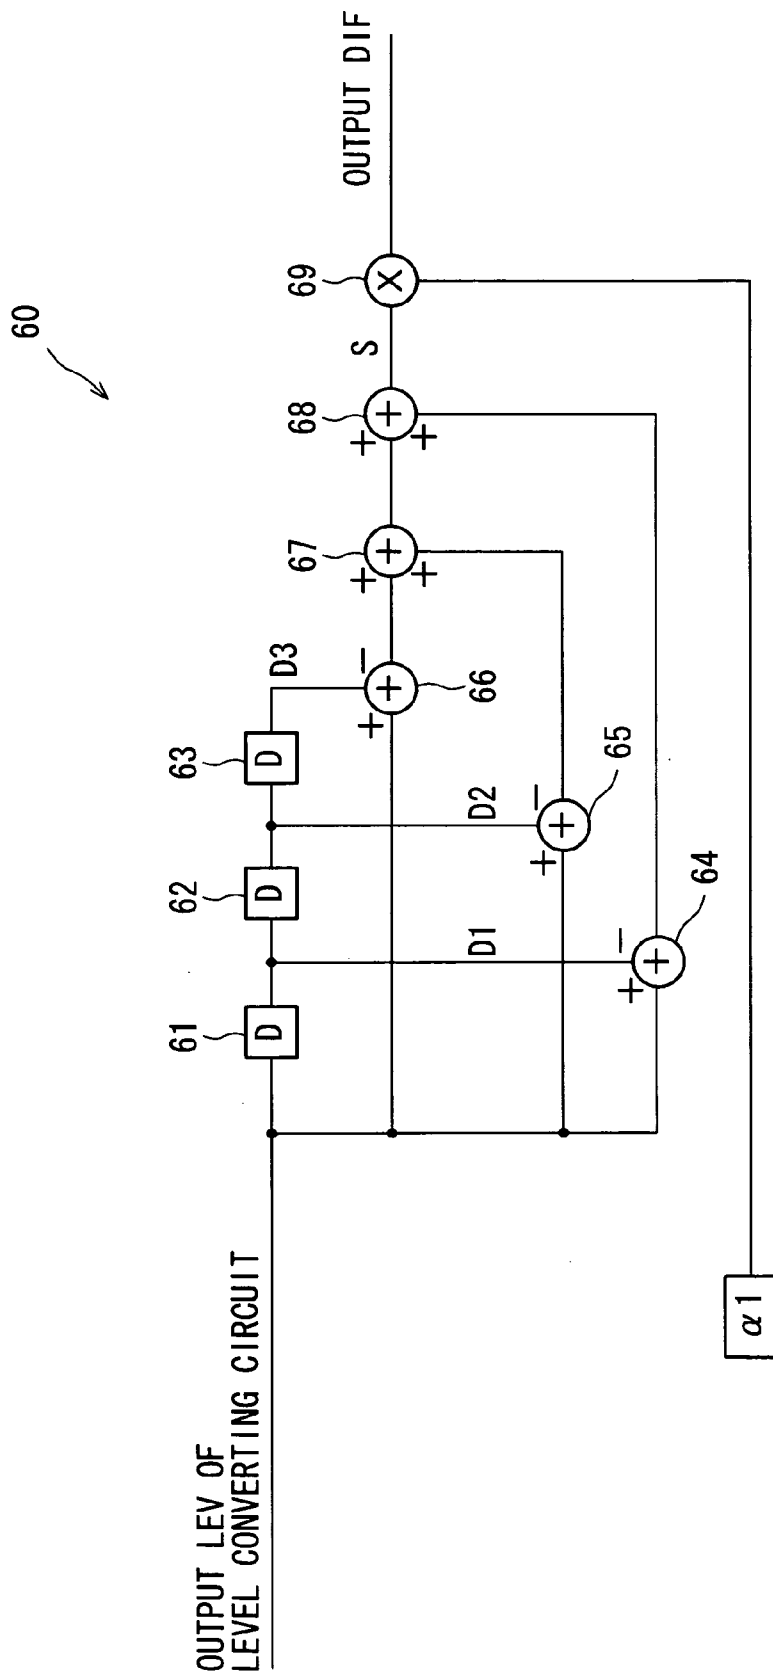 60
OUTPUT LEV OF
LEVEL CONVERTING CIRCUIT
61
D
62
D
63
D
D1
D2
D3
+
−
+
64
+
−
+
65
+
−
+
66
+
+
+
67
+
+
+
68
S
X
69
OUTPUT DIF
α1